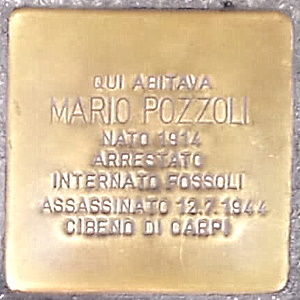 QUI ABITAVA
MARIO POZZOLI
NATO 1914
ARRESTATO
INTERNATO FOSSOLI
ASSASSINATO 12.7.1944
CIBENO DI CARPI